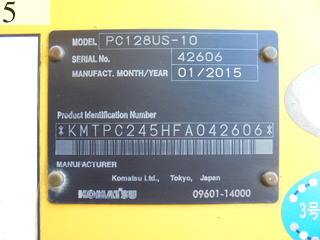 5
MODEL PC128US-10
SERIAL No. 42606
MANUFACT. MONTH/YEAR 01/2015
Product Identification Number
*KMTPC245HFA042606*
MANUFACTURER
Komatsu Ltd., Tokyo, Japan
KOMATSU 09601-14000
3号